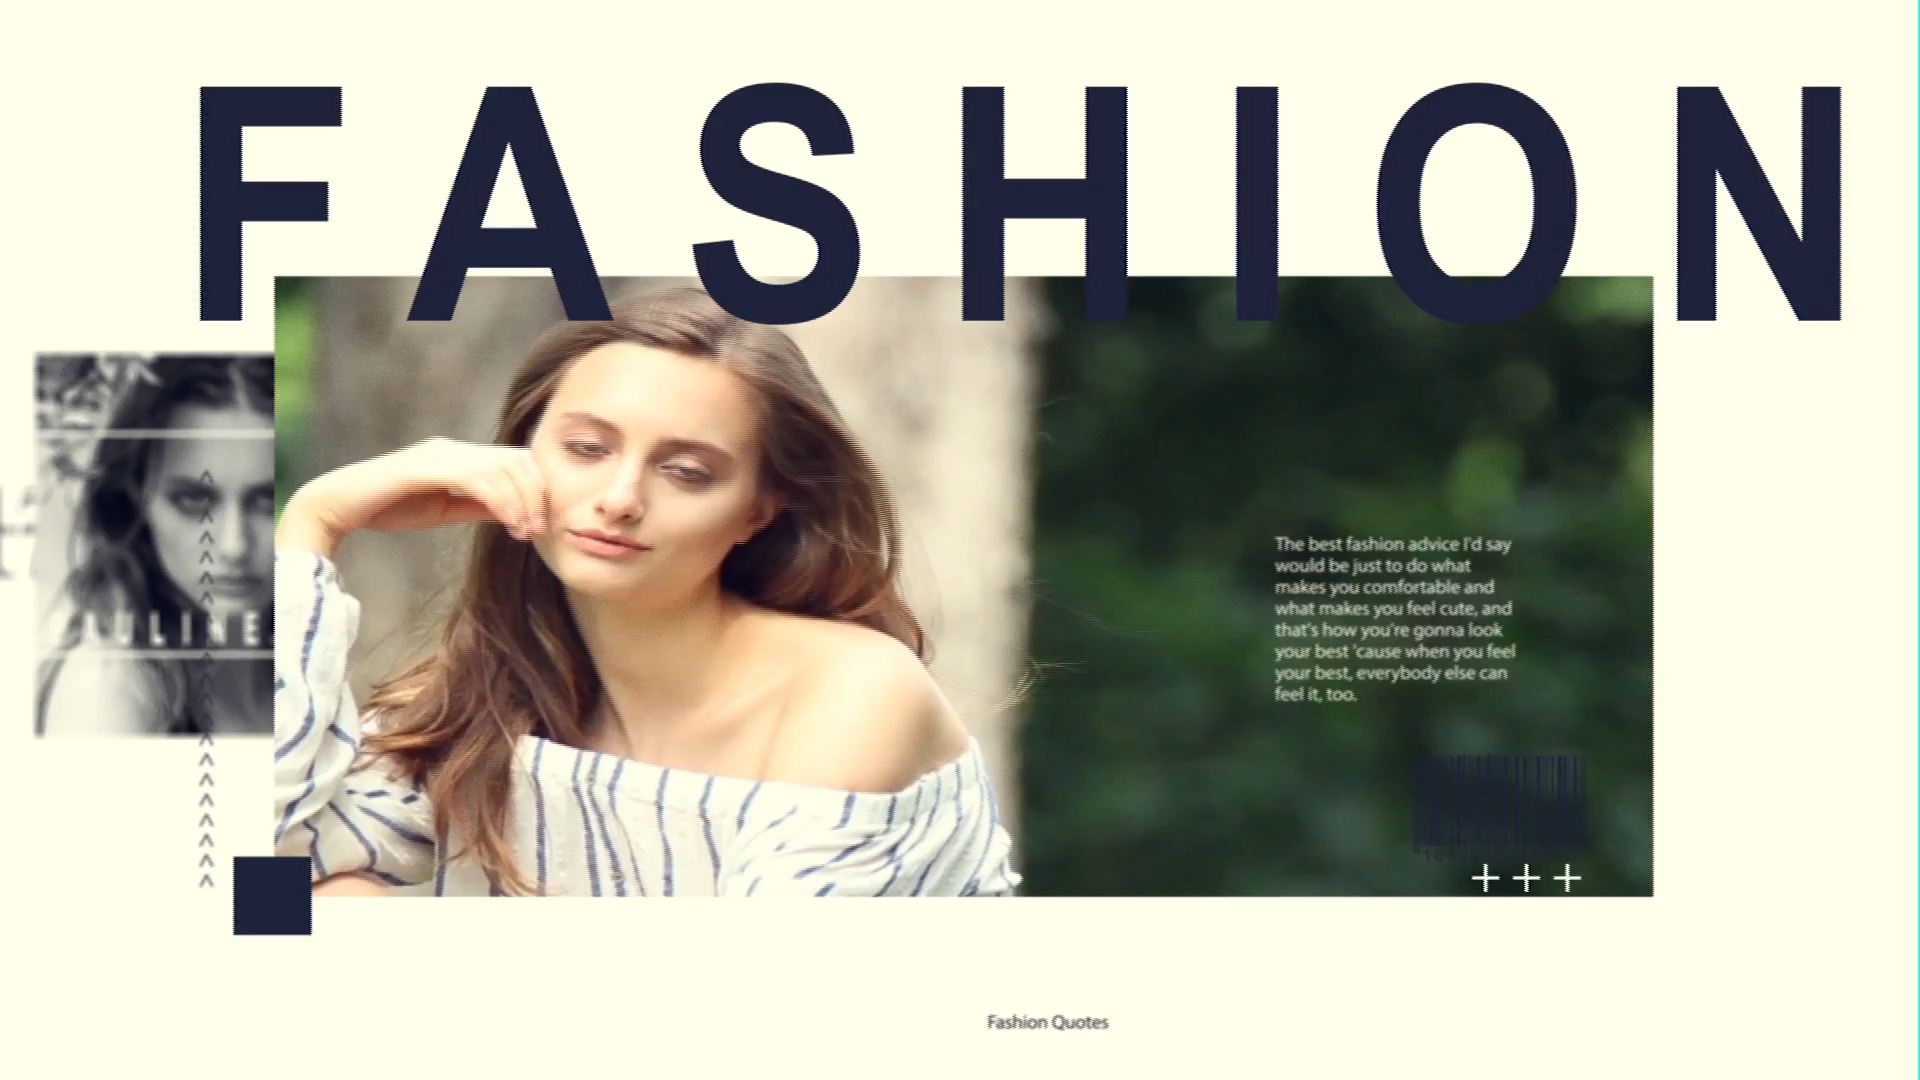 FASHION
The best fashion advice I'd say
would be just to do what
makes you comfortable and
what makes you feel cute, and
that's how you're gonna look
your best 'cause when you feel
your best, everybody else can
feel it, too.
+ + +
Fashion Quotes